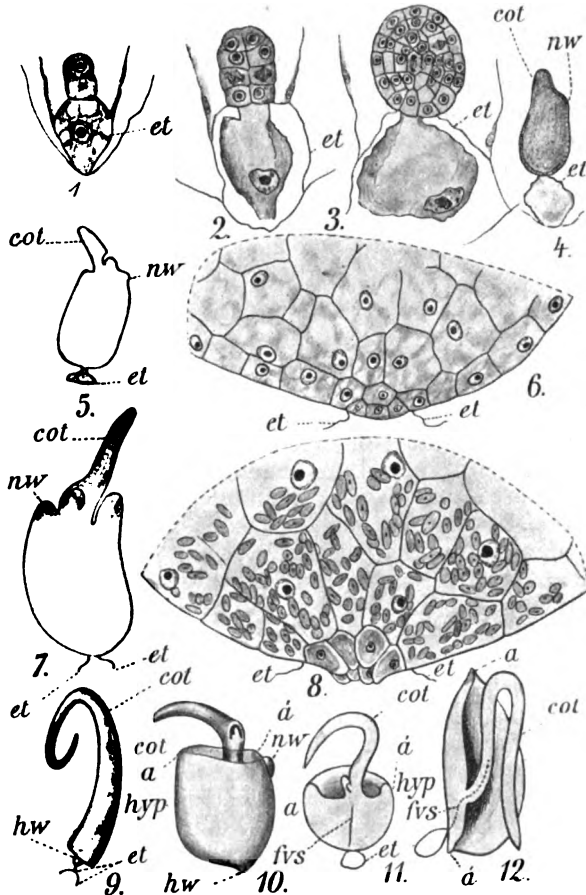 et
1
2.
et
3.
et
cot
nw
et
4.
cot
nw
et
5.
6.
et
et
cot
nw
7.
et
et
8.
et
et
cot
hw
et
9.
cot
a
á
nw
hyp
hw
10.
cot
a
á
hyp
fvs
et
11.
a
cot
fvs
á
12.